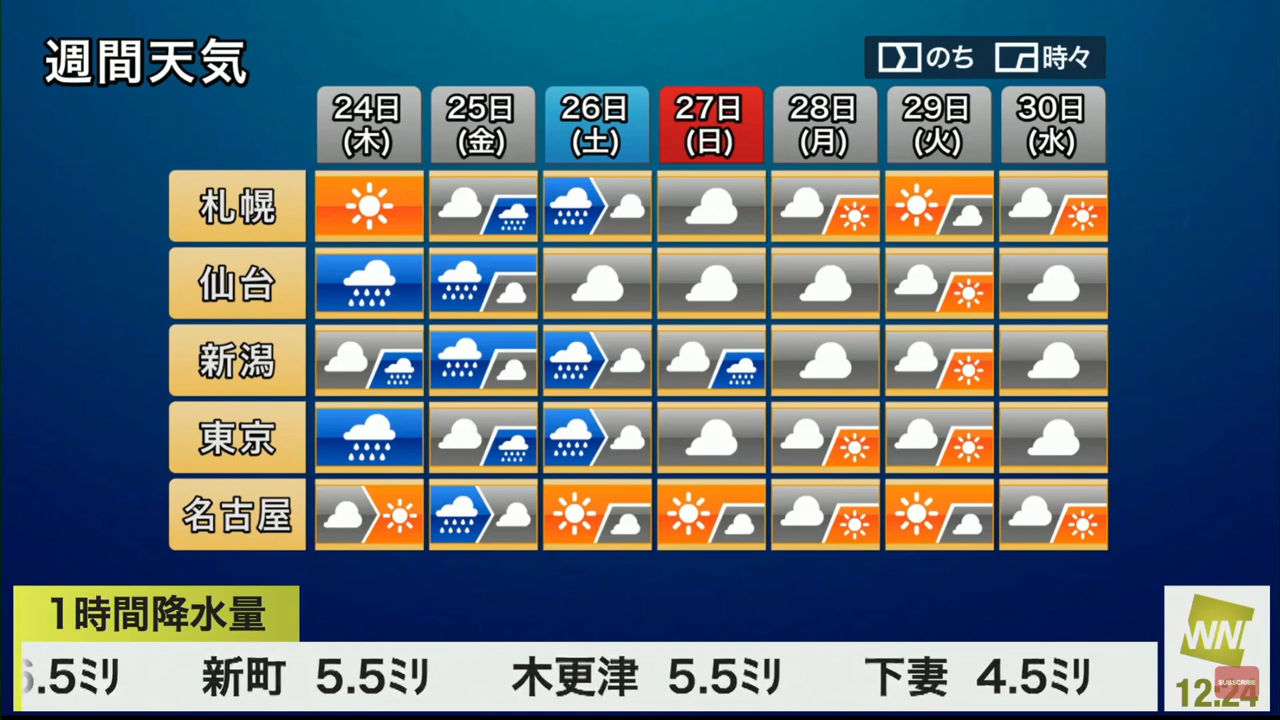 週間天気
のち 時々
24日 25日 26日 27日 28日 29日 30日
(木) (金) (土) (日) (月) (火) (水)
札幌
仙台
新潟
東京
名古屋
1時間降水量
.5ミリ 新町 5.5ミリ 木更津 5.5ミリ 下妻 4.5ミリ
WNI
SUBSCRIBE
12:24